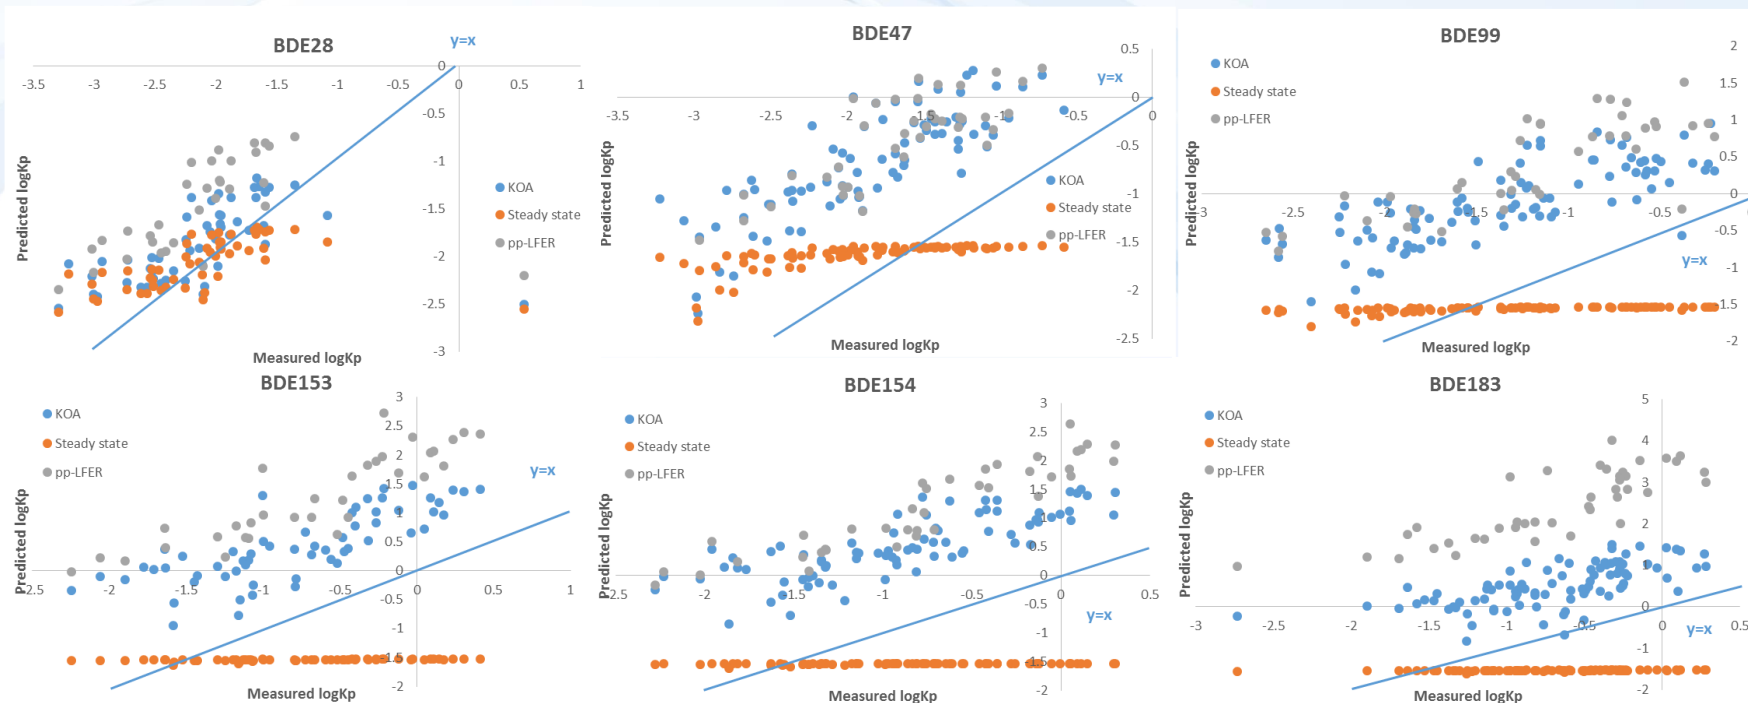 BDE28
y=x
0
-3.5 -3 -2.5 -2 -1.5 -1 -0.5 0 0.5 1
-0.5
-1
-1.5
-2
-2.5
-3
Predicted logKp
Measured logKp
KOA
Steady state
pp-LFER
BDE47
0.5
y=x
0
-3.5 -3 -2.5 -2 -1.5 -1 -0.5 0
-0.5
-1
-1.5
-2
-2.5
Predicted logKp
Measured logKp
KOA
Steady state
pp-LFER
BDE99
KOA
Steady state
pp-LFER
2
1.5
1
0.5
0
-3 -2.5 -2 -1.5 -1 -0.5 0
-0.5
-1
-1.5
-2
y=x
Predicted logKp
Measured logKp
BDE153
KOA
Steady state
pp-LFER
3
2.5
2
1.5
1
0.5
0
-2.5 -2 -1.5 -1 -0.5 0 0.5 1
-0.5
-1
-1.5
-2
y=x
Predicted logKp
Measured logKp
BDE154
KOA
Steady state
pp-LFER
3
2.5
2
1.5
1
0.5
0
-2.5 -2 -1.5 -1 -0.5 0 0.5
-0.5
-1
-1.5
-2
y=x
Predicted logKp
Measured logKp
BDE183
KOA
Steady state
pp-LFER
5
4
3
2
1
0
-3 -2.5 -2 -1.5 -1 -0.5 0 0.5
-1
-2
y=x
Predicted logKp
Measured logKp